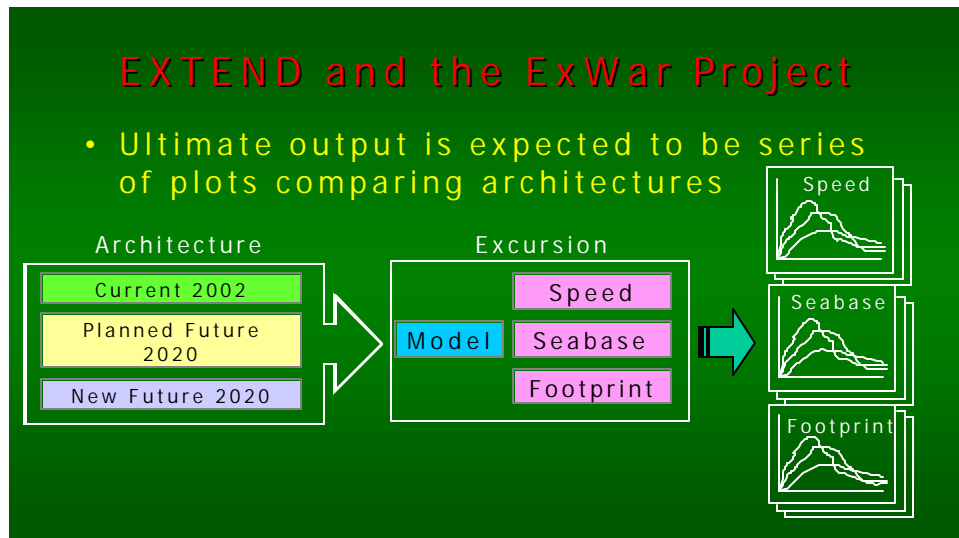 EXTEND and the ExWar Project
• Ultimate output is expected to be series
of plots comparing architectures
Architecture
Current 2002
Planned Future
2020
New Future 2020
Excursion
Model
Speed
Seabase
Footprint
Speed
Seabase
Footprint